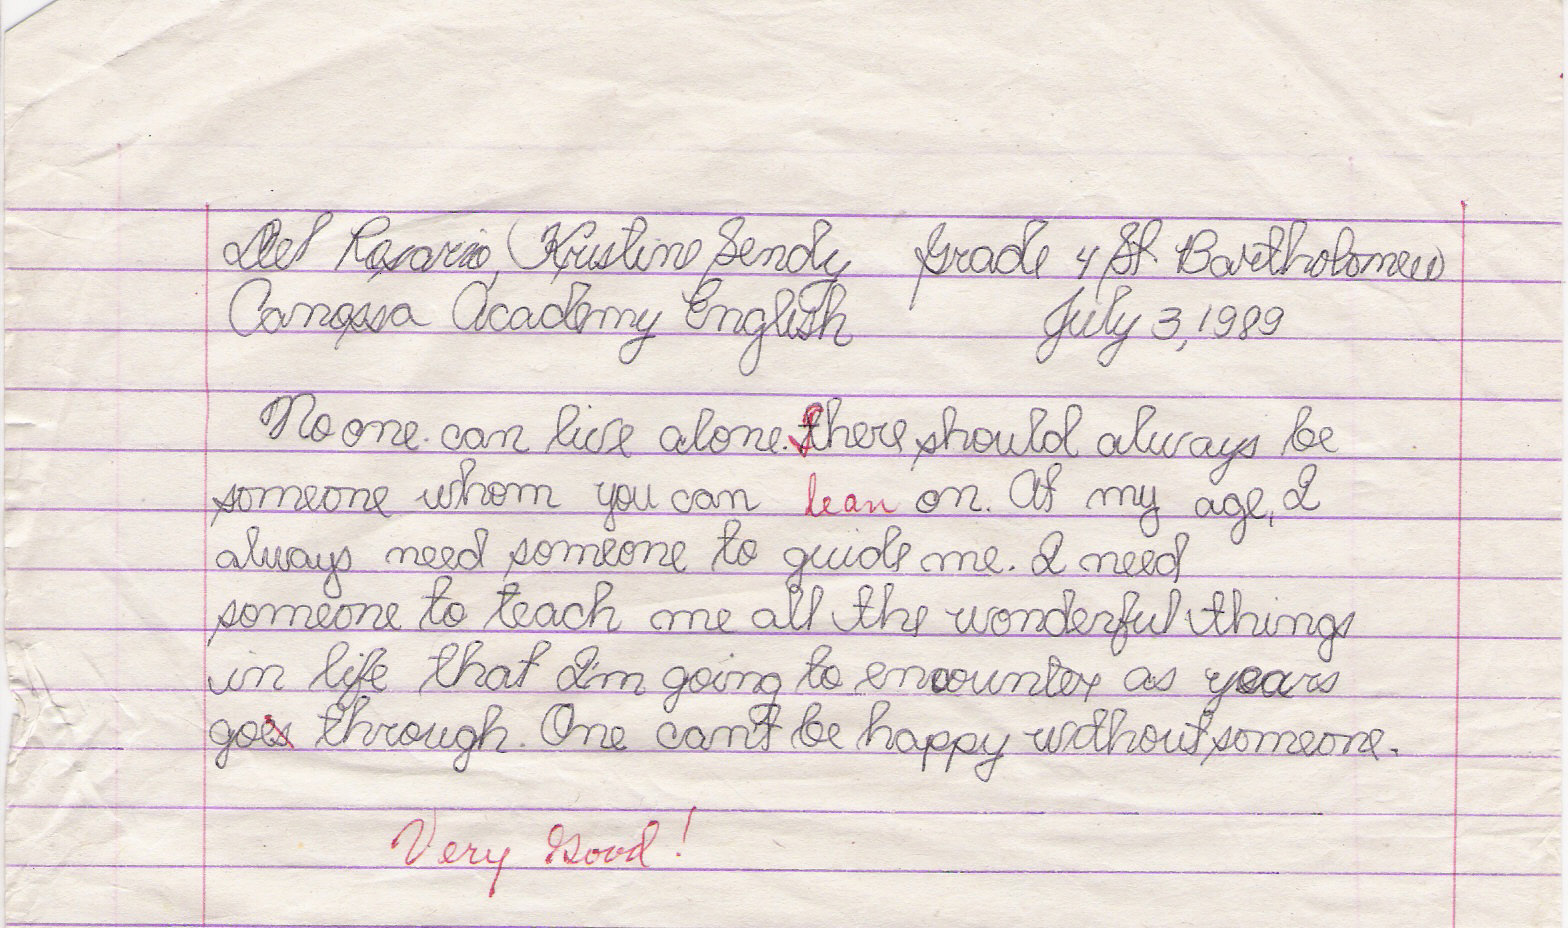 Del Rosario, Kristine Sendy Grade 4 St. Bartholomew
Canossa Academy English July 3, 1989
No one can live alone. There should always be
someone whom you can lean on. At my age, I
always need someone to guide me. I need
someone to teach me all the wonderful things
in life that I'm going to encounter as years
goes through. One can't be happy without someone.
Very Good!